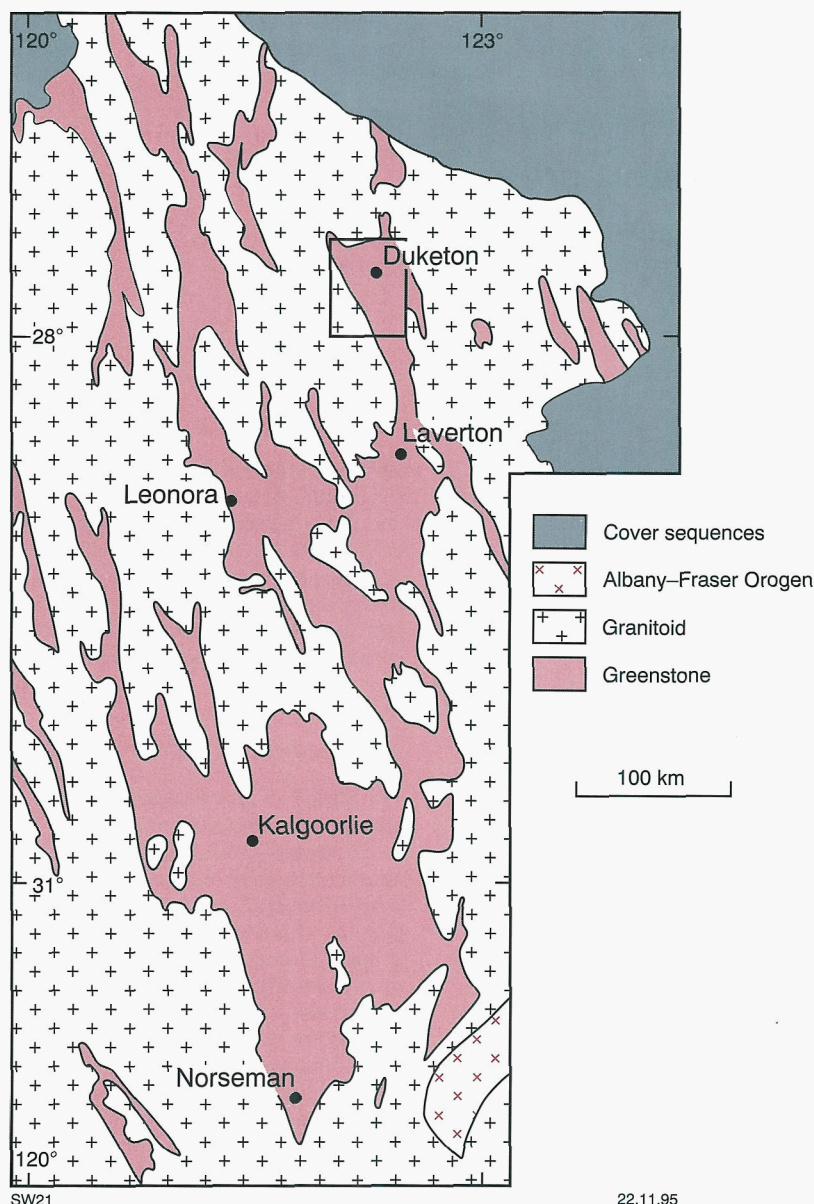 120°
123°
Duketon
28°
Laverton
Leonora
Cover sequences
Albany–Fraser Orogen
Granitoid
Greenstone
100 km
Kalgoorlie
31°
Norseman
120°
SW21
22.11.95